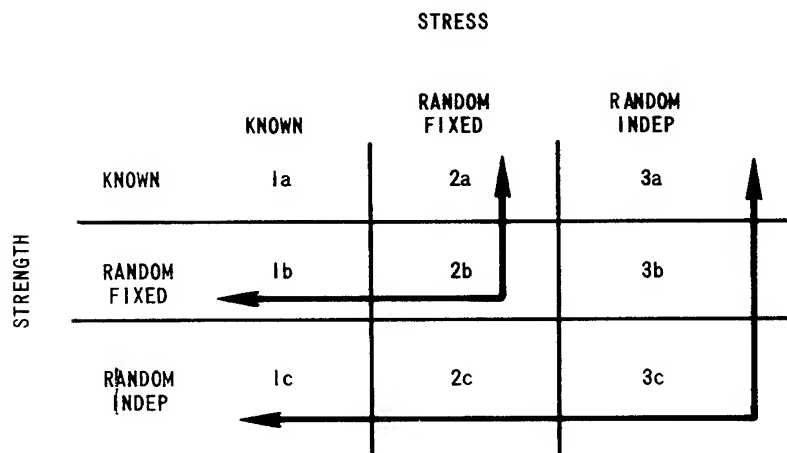 STRESS
KNOWN
RANDOM
FIXED
RANDOM
INDEP
STRENGTH
KNOWN
1a
2a
3a
RANDOM
FIXED
1b
2b
3b
RANDOM
INDEP
1c
2c
3c